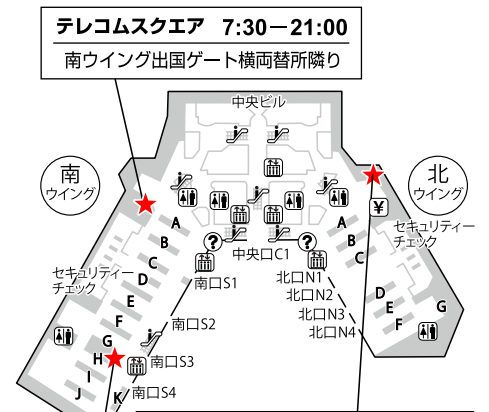 テレコムスクエア 7:30－21:00
南ウイング出国ゲート横両替所隣り
中央ビル
南
ウイング
北
ウイング
¥
セキュリティー
チェック
セキュリティー
チェック
A
B
C
D
E
F
G
H
I
J
K
A
B
C
D
E
F
G
?
?
中央口C1
南口S1
南口S2
南口S3
南口S4
北口N1
北口N2
北口N3
北口N4